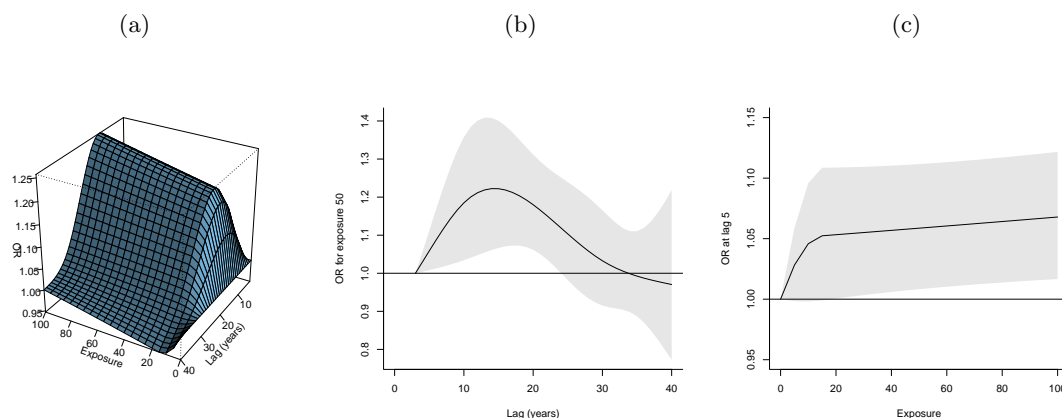 (a)
(b)
(c)
1.25
1.20
1.15
1.10
1.05
1.00
0.95
OR
100
80
60
40
20
0
Exposure
40
30
20
10
Lag (years)
1.4
1.3
1.2
1.1
1.0
0.9
0.8
OR for exposure 50
0 10 20 30 40
Lag (years)
1.15
1.10
1.05
1.00
0.95
OR at lag 5
0 20 40 60 80 100
Exposure